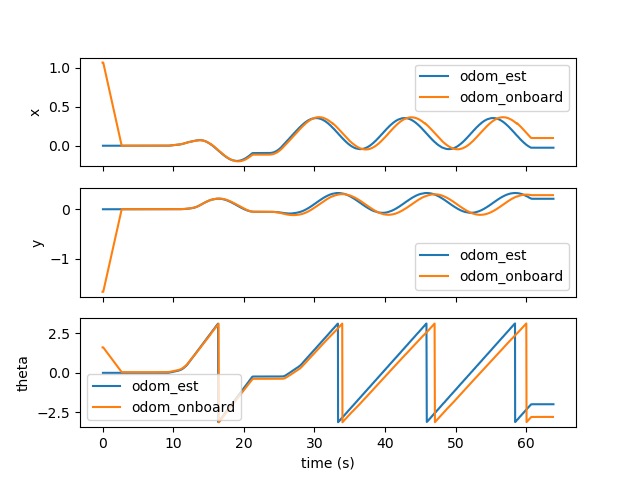 1.0
0.5
0.0
x
odom_est
odom_onboard
0
−1
y
odom_est
odom_onboard
2.5
0.0
−2.5
theta
odom_est
odom_onboard
0 10 20 30 40 50 60
time (s)